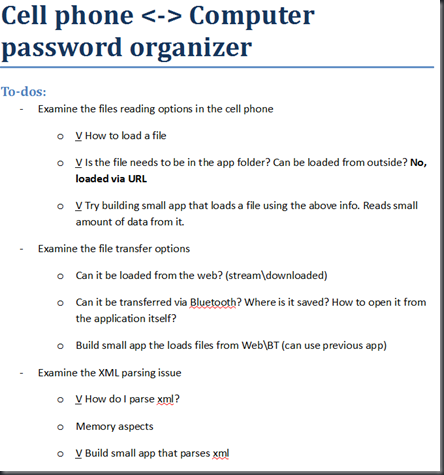 Cell phone <-> Computer
password organizer
To-dos:
- Examine the files reading options in the cell phone
o V How to load a file
o V Is the file needs to be in the app folder? Can be loaded from outside? No,
loaded via URL
o V Try building small app that loads a file using the above info. Reads small
amount of data from it.
- Examine the file transfer options
o Can it be loaded from the web? (stream\downloaded)
o Can it be transferred via Bluetooth? Where is it saved? How to open it from
the application itself?
o Build small app the loads files from Web\BT (can use previous app)
- Examine the XML parsing issue
o V How do I parse xml?
o Memory aspects
o V Build small app that parses xml